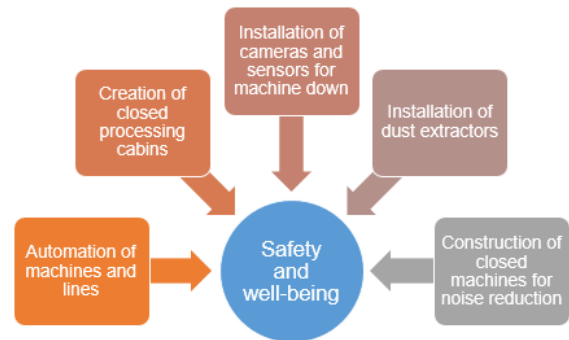 Installation of
cameras and
sensors for
machine down
Creation of
closed
processing
cabins
Installation of
dust extractors
Automation of
machines and
lines
Safety
and
well-being
Construction of
closed
machines for
noise reduction